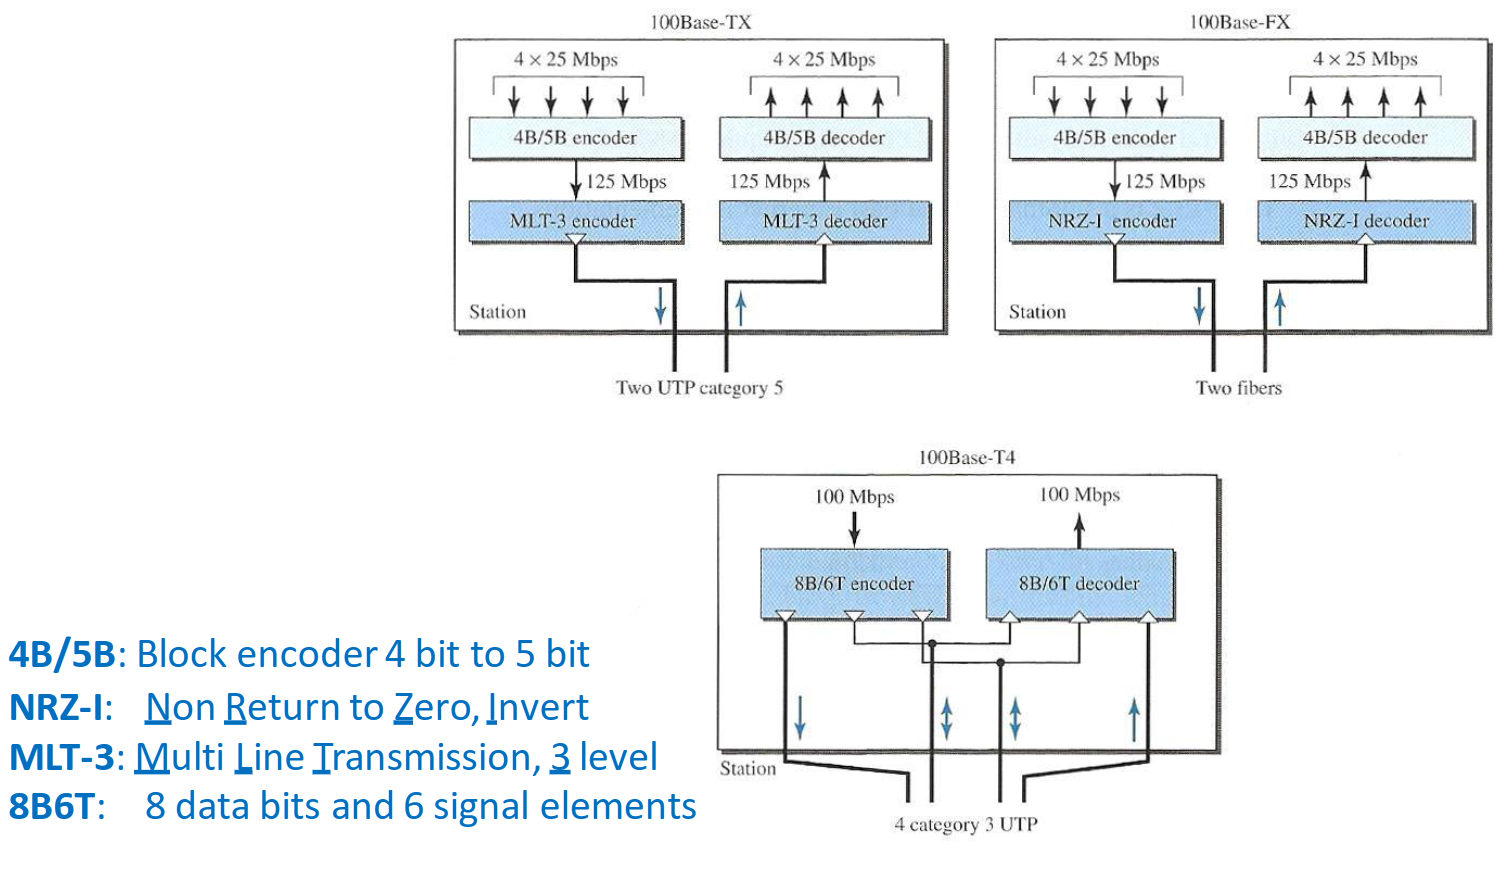 100Base-TX
4 × 25 Mbps
4 × 25 Mbps
4B/5B encoder
4B/5B decoder
125 Mbps
125 Mbps
MLT-3 encoder
MLT-3 decoder
Station
Two UTP category 5
100Base-FX
4 × 25 Mbps
4 × 25 Mbps
4B/5B encoder
4B/5B decoder
125 Mbps
125 Mbps
NRZ-I encoder
NRZ-I decoder
Station
Two fibers
100Base-T4
100 Mbps
100 Mbps
8B/6T encoder
8B/6T decoder
Station
4 category 3 UTP
4B/5B: Block encoder 4 bit to 5 bit
NRZ-I: Non Return to Zero, Invert
MLT-3: Multi Line Transmission, 3 level
8B6T: 8 data bits and 6 signal elements